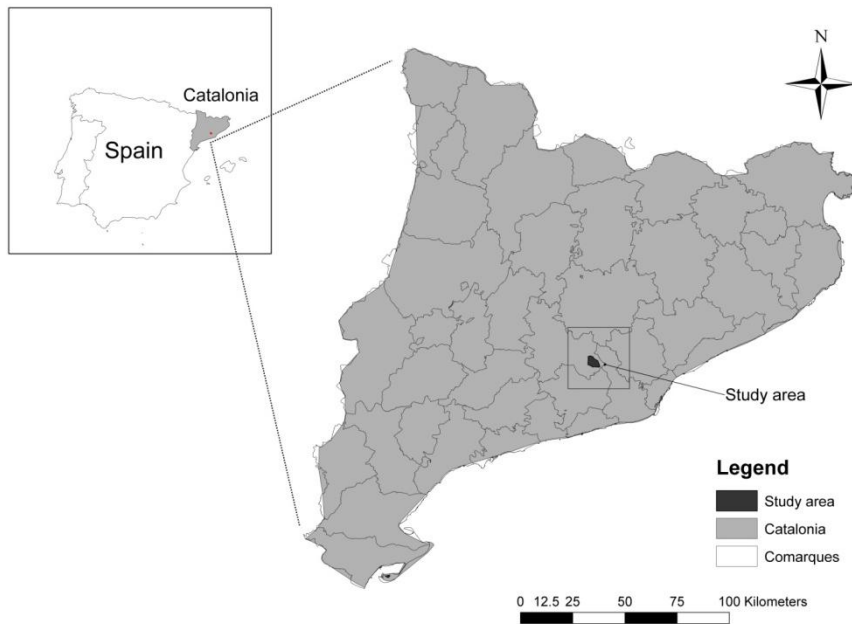 Catalonia
Spain
N
Study area
Legend
Study area
Catalonia
Comarques
0 12.5 25 50 75 100 Kilometers